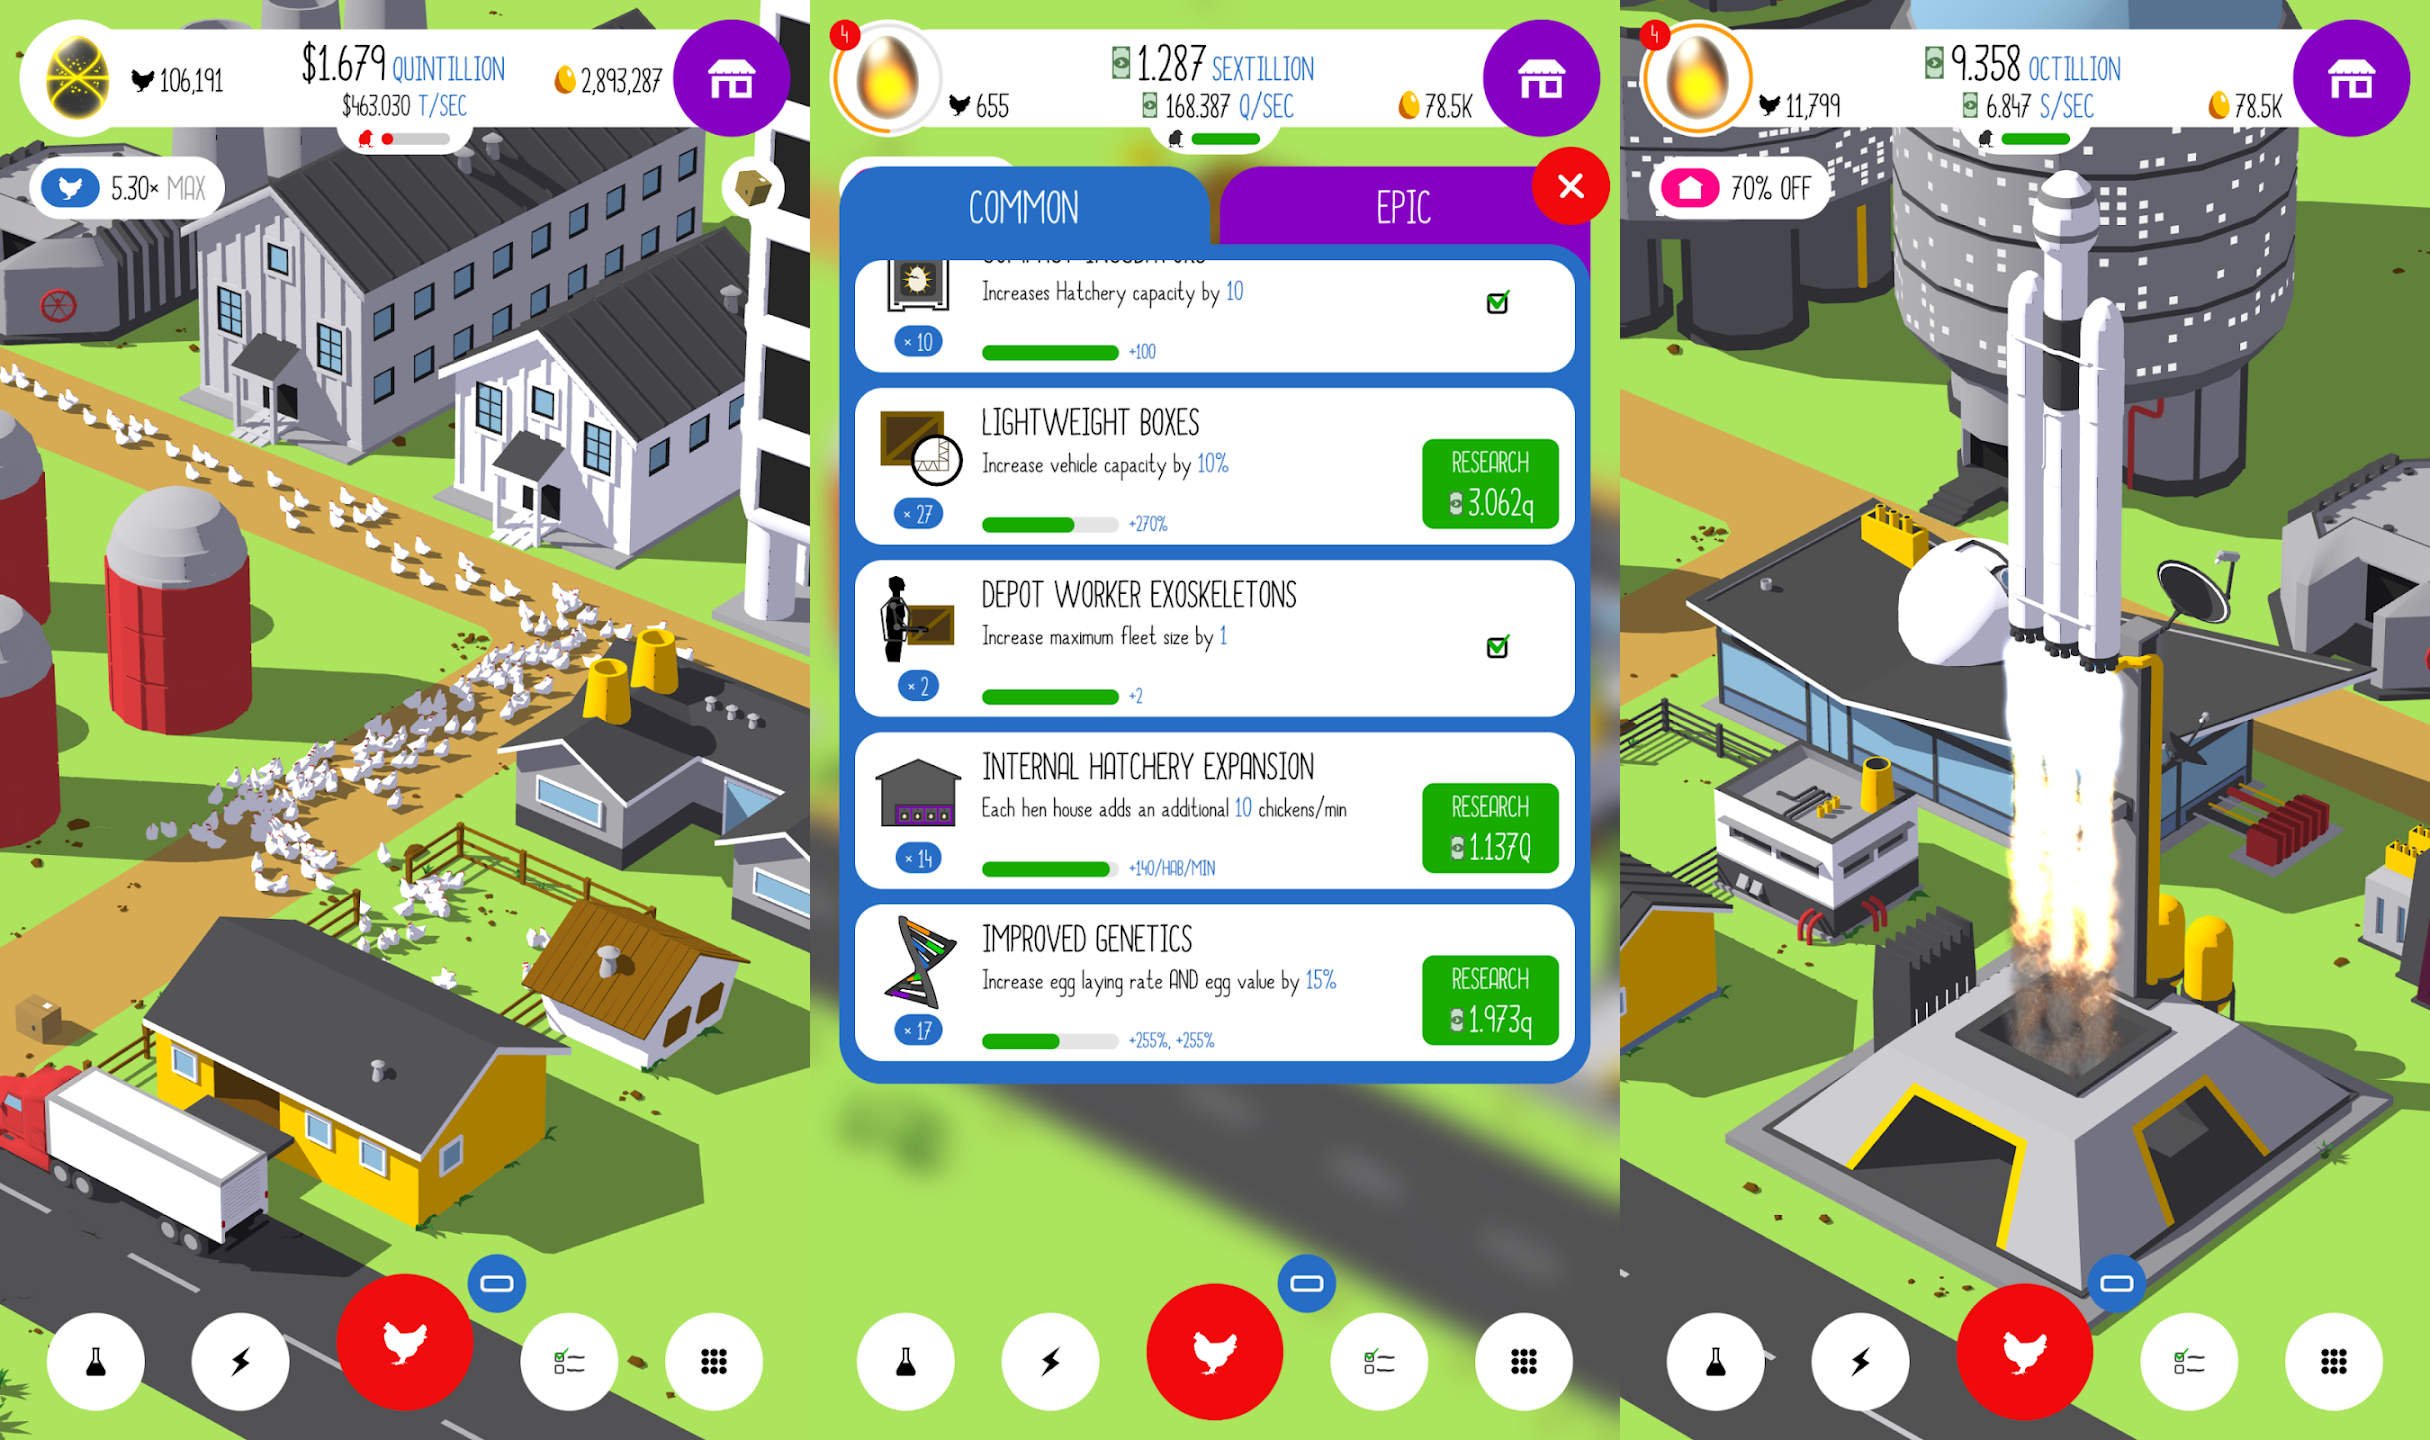 106,191
$1.679 QUINTILLION
$463.030 T/SEC
2,893,287
5.30× MAX
4
655
1.287 SEXTILLION
168.387 Q/SEC
78.5K
COMMON
EPIC
Increases Hatchery capacity by 10
× 10
+100
LIGHTWEIGHT BOXES
Increase vehicle capacity by 10%
RESEARCH
3.062q
× 27
+270%
DEPOT WORKER EXOSKELETONS
Increase maximum fleet size by 1
× 2
+2
INTERNAL HATCHERY EXPANSION
Each hen house adds an additional 10 chickens/min
RESEARCH
1.137Q
× 14
+140/HAB/MIN
IMPROVED GENETICS
Increase egg laying rate AND egg value by 15%
RESEARCH
1.973q
× 17
+255%, +255%
4
11,799
9.358 OCTILLION
6.847 S/SEC
78.5K
70% OFF